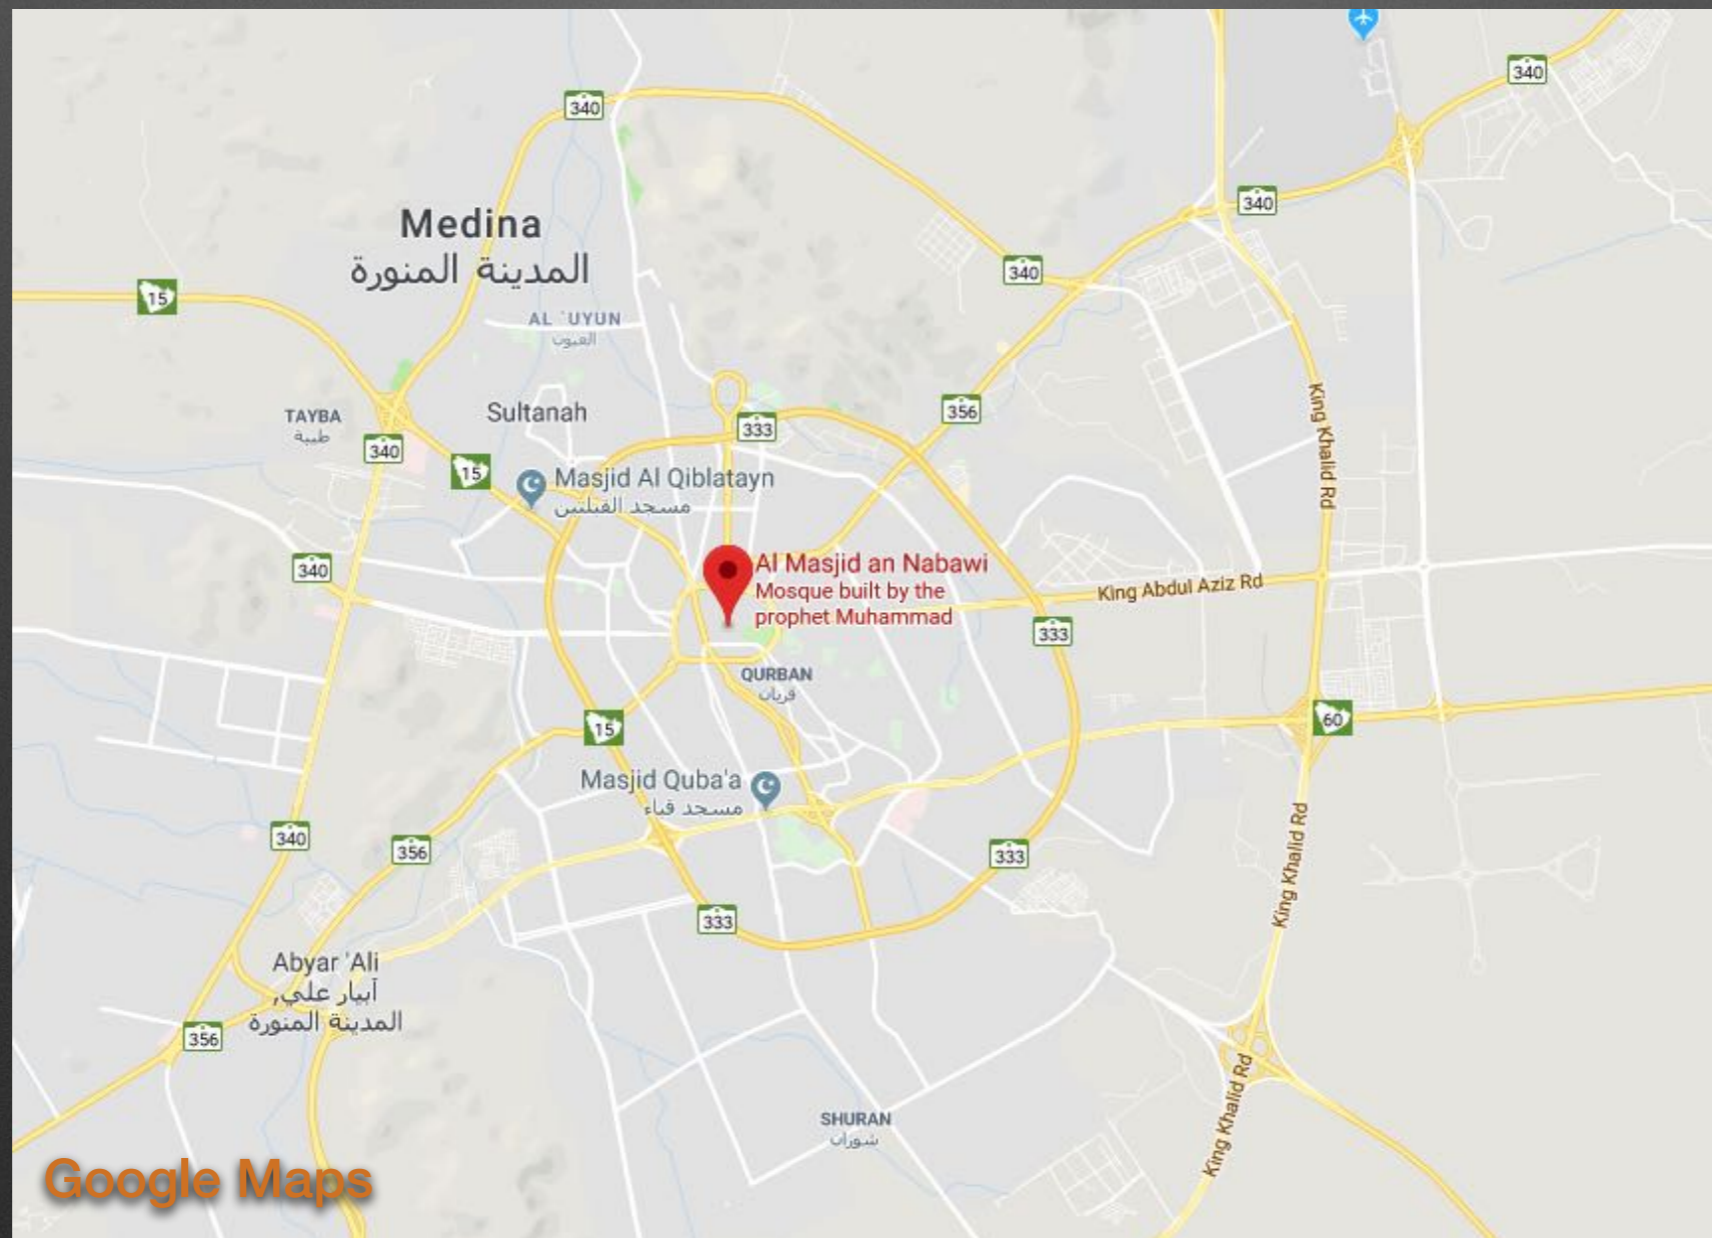 340
340
Medina
المدينة المنورة
340
340
15
AL `UYUN
العيون
TAYBA
طيبة
Sultanah
333
356
King Khalid Rd
340
15
Masjid Al Qiblatayn
مسجد القبلتين
340
Al Masjid an Nabawi
Mosque built by the
prophet Muhammad
King Abdul Aziz Rd
333
QURBAN
قربان
15
60
Masjid Quba'a
مسجد قباء
340
356
333
King Khalid Rd
333
Abyar 'Ali
أبيار علي,
المدينة المنورة
356
King Khalid Rd
SHURAN
شوران
Google Maps